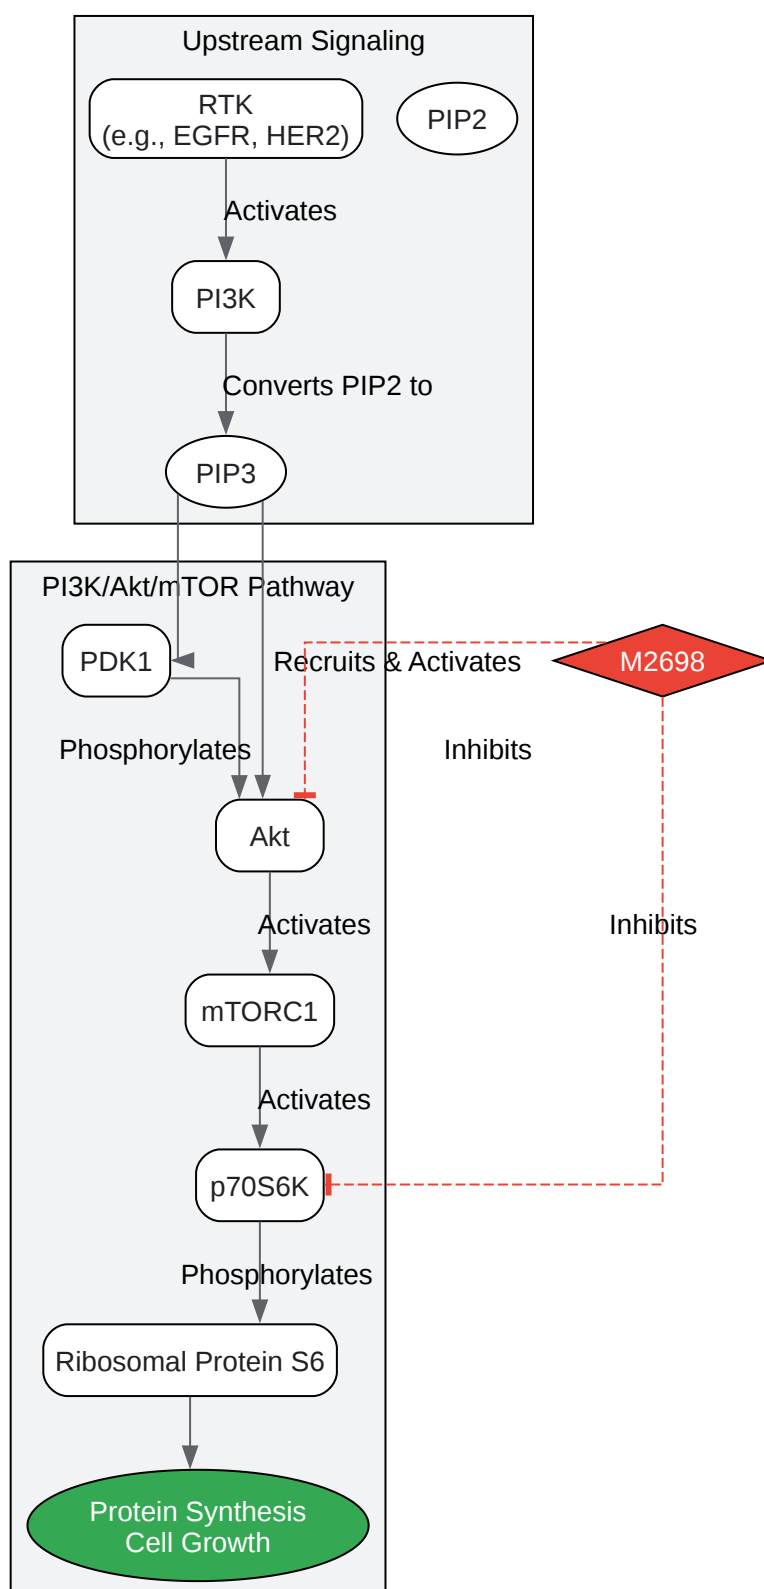 Upstream Signaling
RTK
(e.g., EGFR, HER2)
PIP2
Activates
PI3K
Converts PIP2 to
PIP3
PI3K/Akt/mTOR Pathway
PDK1
Recruits & Activates
M2698
Phosphorylates
Inhibits
Akt
Activates
Inhibits
mTORC1
Activates
p70S6K
Phosphorylates
Ribosomal Protein S6
Protein Synthesis
Cell Growth